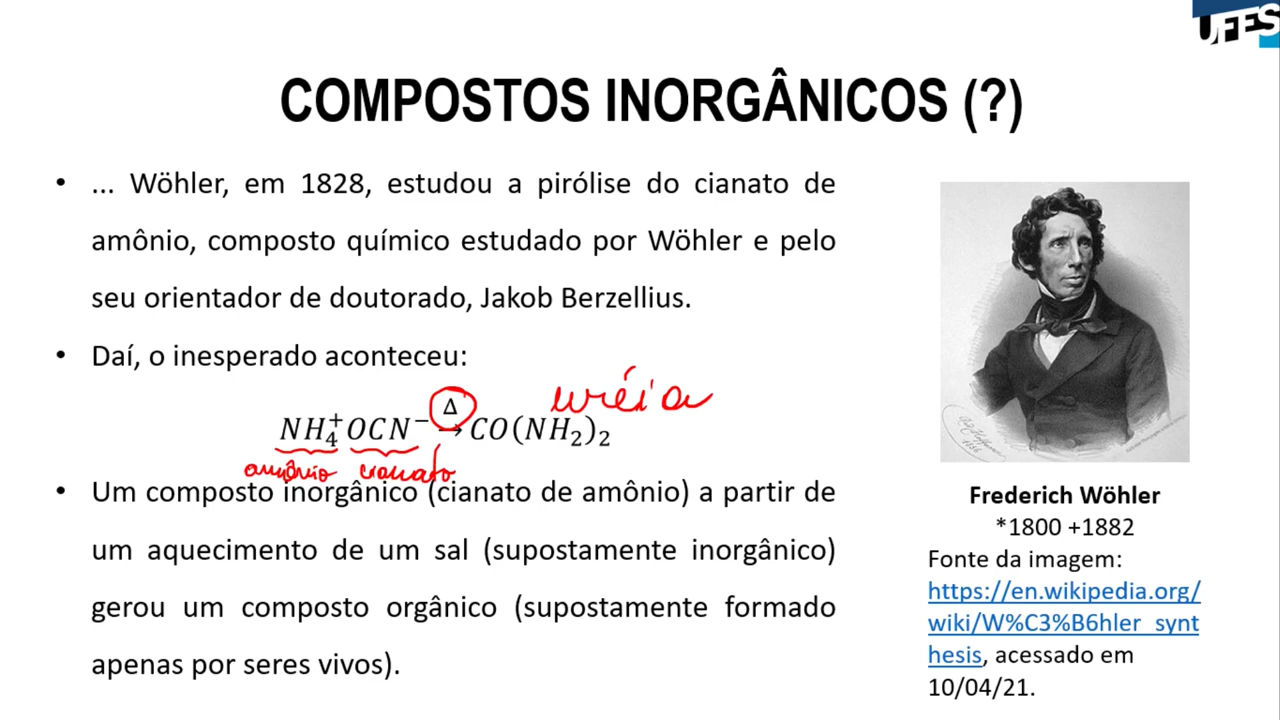 UFES
COMPOSTOS INORGÂNICOS (?)
• ... Wöhler, em 1828, estudou a pirólise do cianato de
amônio, composto químico estudado por Wöhler e pelo
seu orientador de doutorado, Jakob Berzellius.
• Daí, o inesperado aconteceu:
uréia
NH₄⁺OCN⁻ →^Δ CO(NH₂)₂
amônio cianato
• Um composto inorgânico (cianato de amônio) a partir de
um aquecimento de um sal (supostamente inorgânico)
gerou um composto orgânico (supostamente formado
apenas por seres vivos).
Frederich Wöhler
*1800 +1882
Fonte da imagem:
https://en.wikipedia.org/
wiki/W%C3%B6hler_synt
hesis, acessado em
10/04/21.